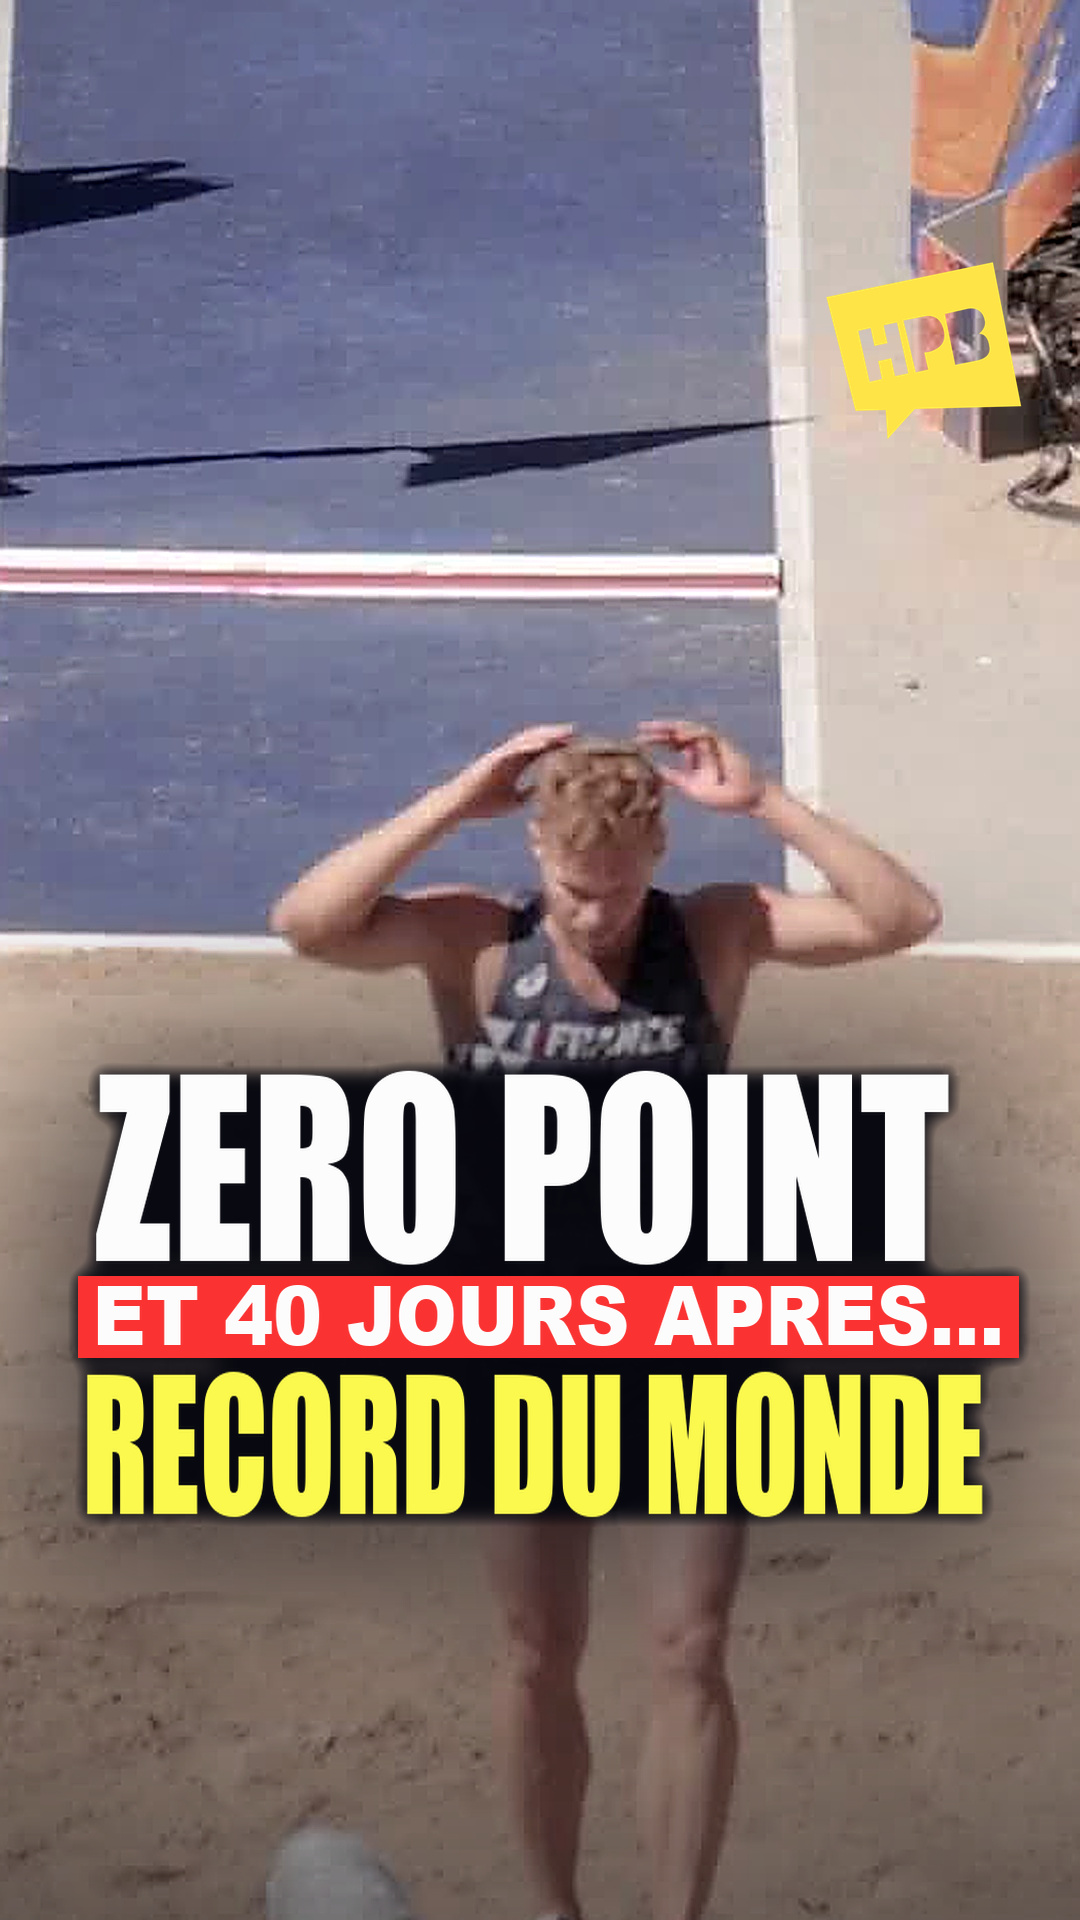 HPB
FRANCE
ZERO POINT
ET 40 JOURS APRES...
RECORD DU MONDE